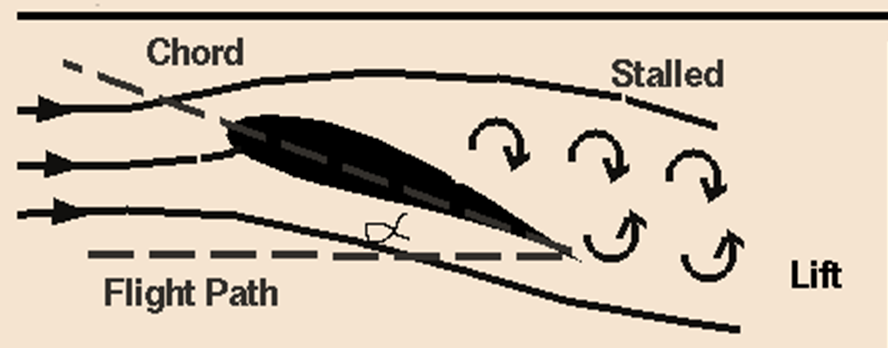 Chord
Stalled
α
Flight Path
Lift